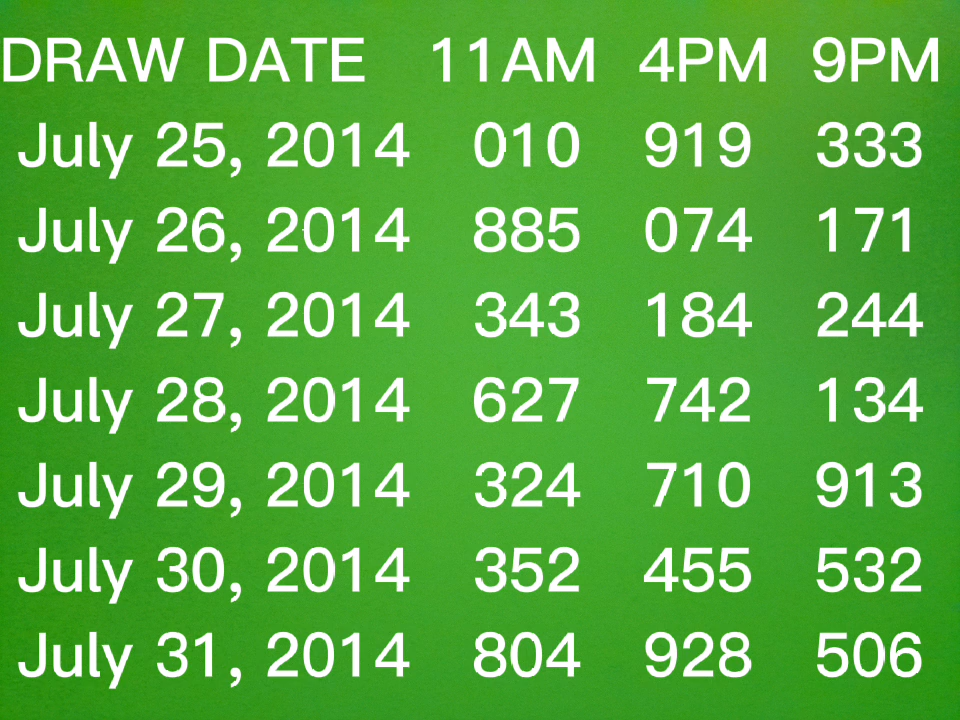 DRAW DATE 11AM 4PM 9PM
July 25, 2014 010 919 333
July 26, 2014 885 074 171
July 27, 2014 343 184 244
July 28, 2014 627 742 134
July 29, 2014 324 710 913
July 30, 2014 352 455 532
July 31, 2014 804 928 506